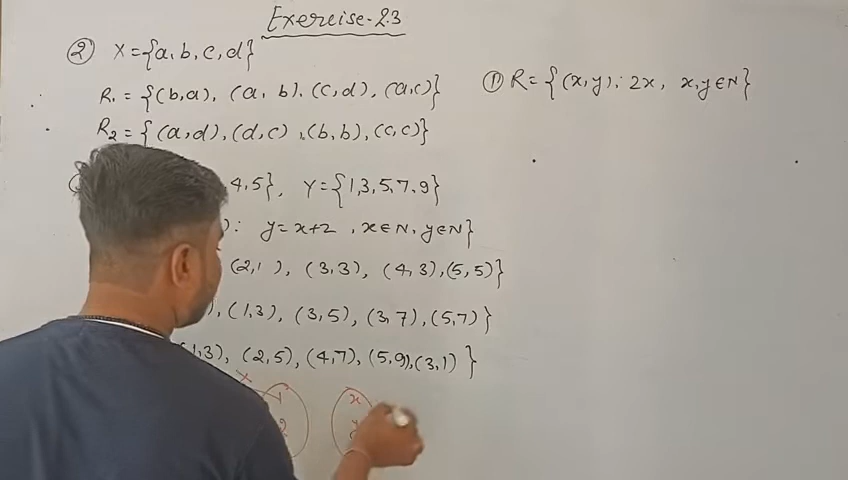 Exercise-2.3
② X = {a, b, c, d}
R₁ = {(b,a), (a, b), (c,d), (a,c)}
R₂ = {(a,d), (d,c), (b,b), (c,c)}
4,5}, Y = {1,3,5,7,9}
): y=x+2, x∈N, y∈N}
(2,1), (3,3), (4,3), (5,5)}
, (1,3), (3,5), (3,7), (5,7)}
1,3), (2,5), (4,7), (5,9), (3,1) }
1 x
2 y
① R = {(x,y): 2x, x,y∈N}